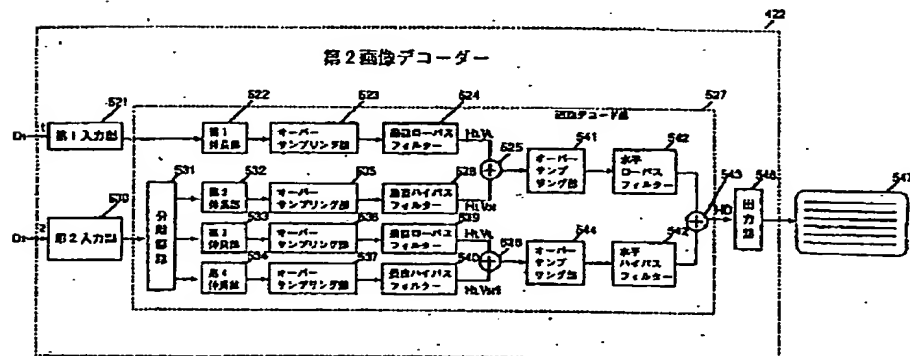 422
第2画像デコーダー
527
521
522
523
524
D1
1
第1入力部
第1
伸長部
オーバー
サンプリング部
垂直ローパス
フィルター
525
541
オーバー
サンプ
リング部
542
水平
ローパス
フィルター
543
HD
546
出力部
547
530
D2
2
第2入力部
531
分離部
532
第2
伸長部
535
オーバー
サンプリング部
538
垂直ハイパス
フィルター
533
第3
伸長部
536
オーバー
サンプリング部
539
垂直ローパス
フィルター
534
第4
伸長部
537
オーバー
サンプリング部
540
垂直ハイパス
フィルター
544
オーバー
サンプ
リング部
水平
ハイパス
フィルター